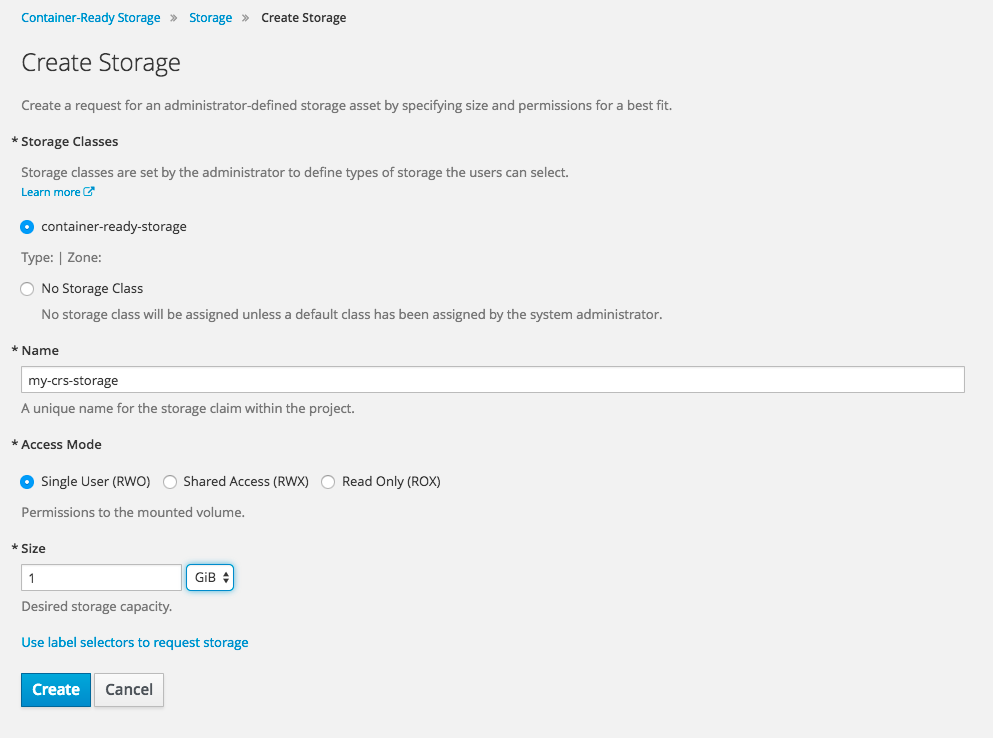 Container-Ready Storage » Storage » Create Storage
Create Storage
Create a request for an administrator-defined storage asset by specifying size and permissions for a best fit.
* Storage Classes
Storage classes are set by the administrator to define types of storage the users can select.
Learn more
container-ready-storage
Type: | Zone:
No Storage Class
No storage class will be assigned unless a default class has been assigned by the system administrator.
* Name
my-crs-storage
A unique name for the storage claim within the project.
* Access Mode
Single User (RWO) Shared Access (RWX) Read Only (ROX)
Permissions to the mounted volume.
* Size
1 GiB
Desired storage capacity.
Use label selectors to request storage
Create Cancel